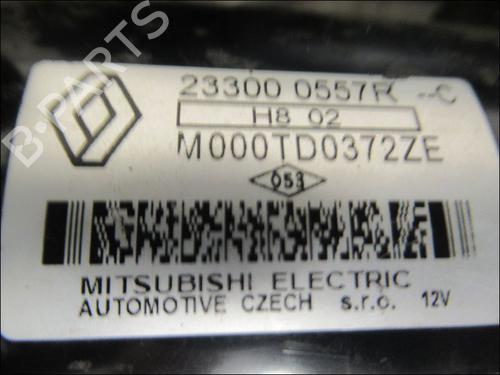 23300 0557R --C
H8 02
M000TD0372ZE
053
MITSUBISHI ELECTRIC
AUTOMOTIVE CZECH s.r.o. 12V
B-PARTS